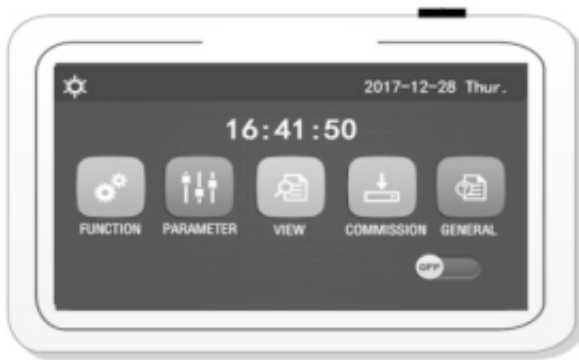 2017-12-28 Thur.
16:41:50
FUNCTION PARAMETER VIEW COMMISSION GENERAL
OFF